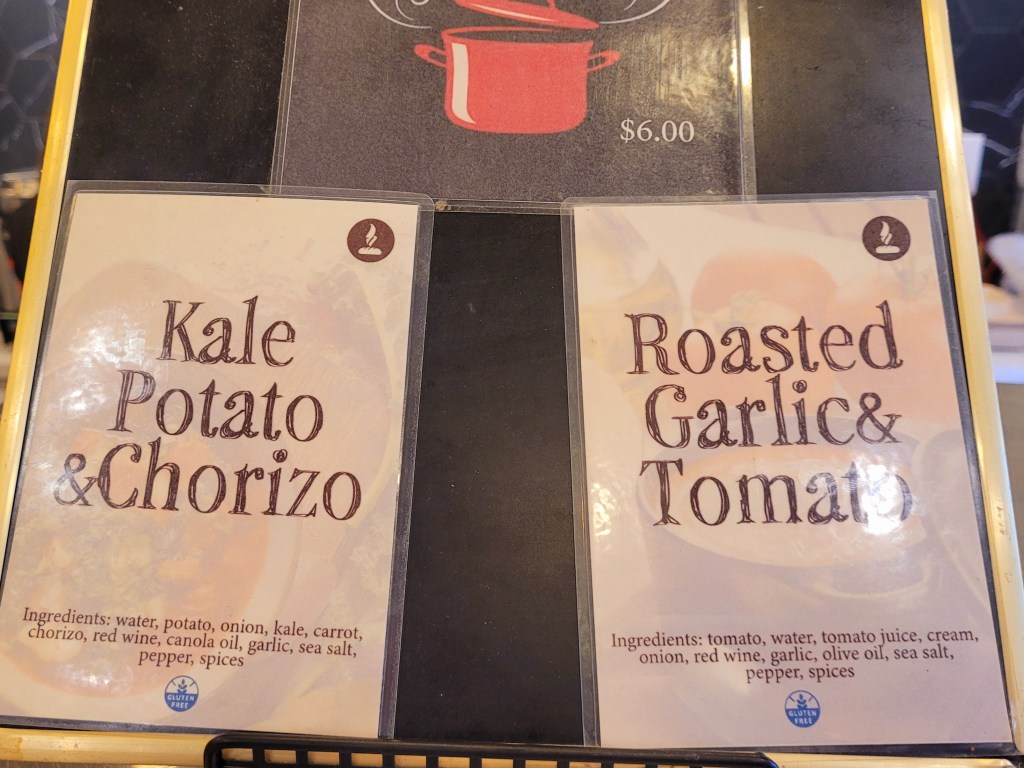 $6.00
Kale
Potato
&Chorizo
Ingredients: water, potato, onion, kale, carrot,
chorizo, red wine, canola oil, garlic, sea salt,
pepper, spices
GLUTEN
FREE
Roasted
Garlic&
Tomato
Ingredients: tomato, water, tomato juice, cream,
onion, red wine, garlic, olive oil, sea salt,
pepper, spices
GLUTEN
FREE